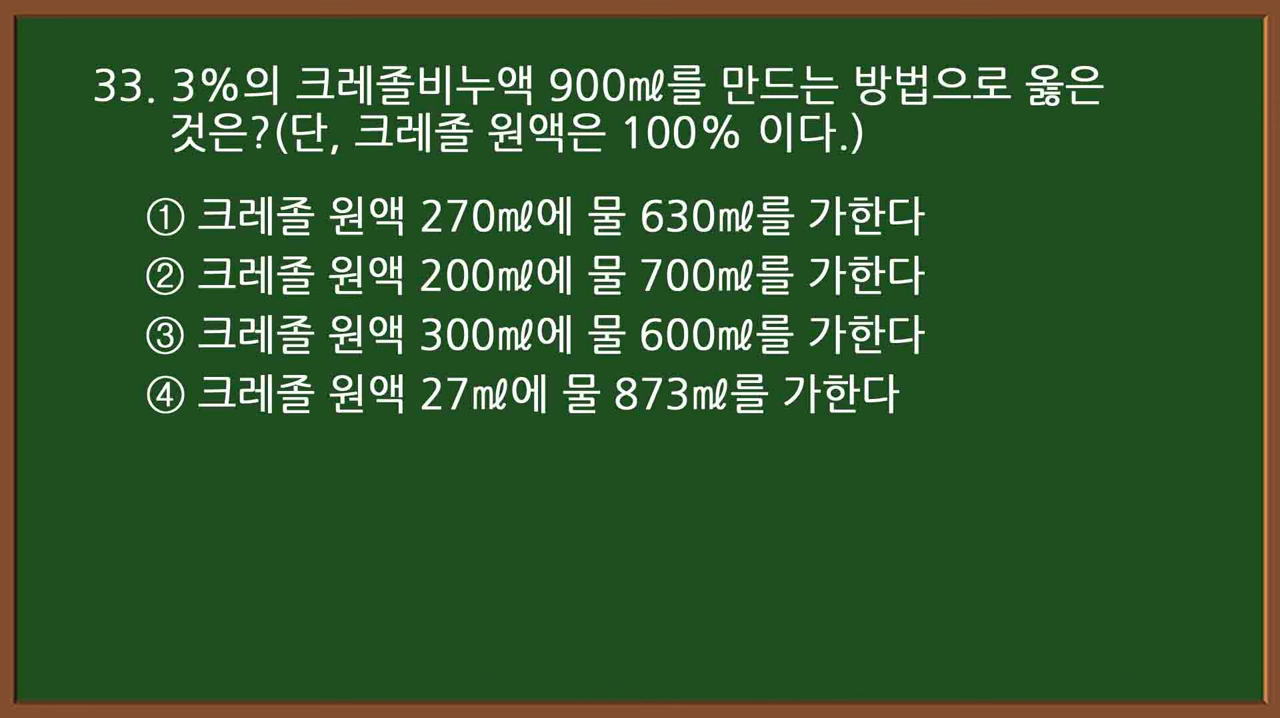 33. 3%의 크레졸비누액 900㎖를 만드는 방법으로 옳은
것은?(단, 크레졸 원액은 100% 이다.)
① 크레졸 원액 270㎖에 물 630㎖를 가한다
② 크레졸 원액 200㎖에 물 700㎖를 가한다
③ 크레졸 원액 300㎖에 물 600㎖를 가한다
④ 크레졸 원액 27㎖에 물 873㎖를 가한다